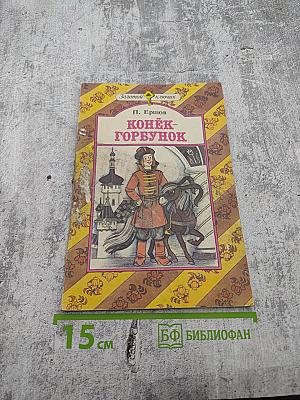 Золотой ключик
П. Ершов
КОНЁК-
ГОРБУНОК
15 см
БФ БИБЛИОФАН